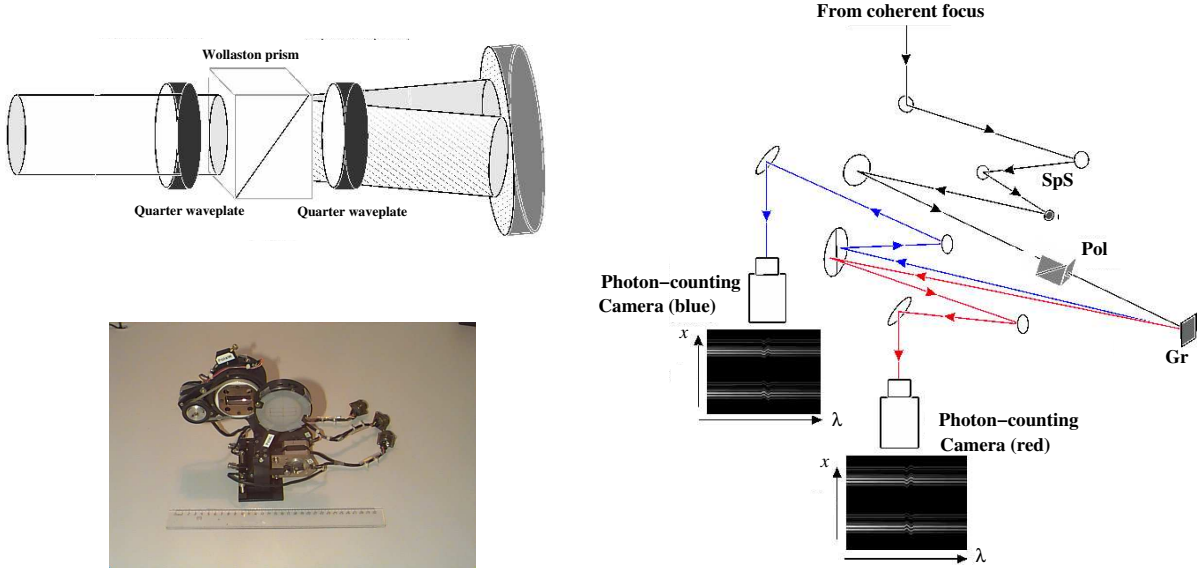 Wollaston prism
Quarter waveplate
Quarter waveplate
From coherent focus
SpS
Pol
Photon−counting
Camera (blue)
Gr
x
λ
Photon−counting
Camera (red)
x
λ